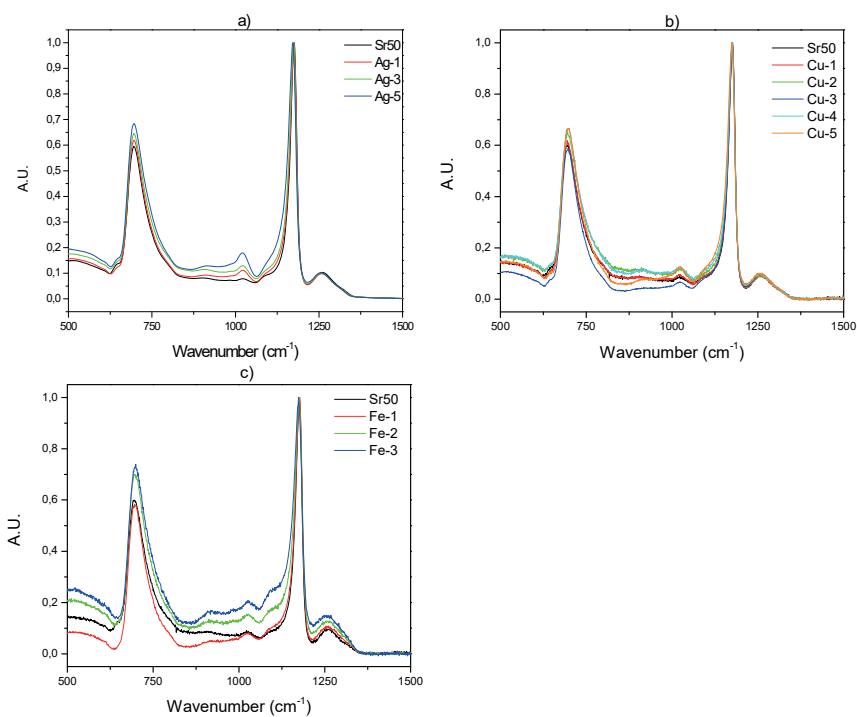 a)
1,0
0,9
0,8
0,7
0,6
0,5
0,4
0,3
0,2
0,1
0,0
A.U.
Sr50
Ag-1
Ag-3
Ag-5
500 750 1000 1250 1500
Wavenumber (cm⁻¹)
b)
1,0
0,8
0,6
0,4
0,2
0,0
A.U.
Sr50
Cu-1
Cu-2
Cu-3
Cu-4
Cu-5
500 750 1000 1250 1500
Wavenumber (cm⁻¹)
c)
1,0
0,8
0,6
0,4
0,2
0,0
A.U.
Sr50
Fe-1
Fe-2
Fe-3
500 750 1000 1250 1500
Wavenumber (cm⁻¹)